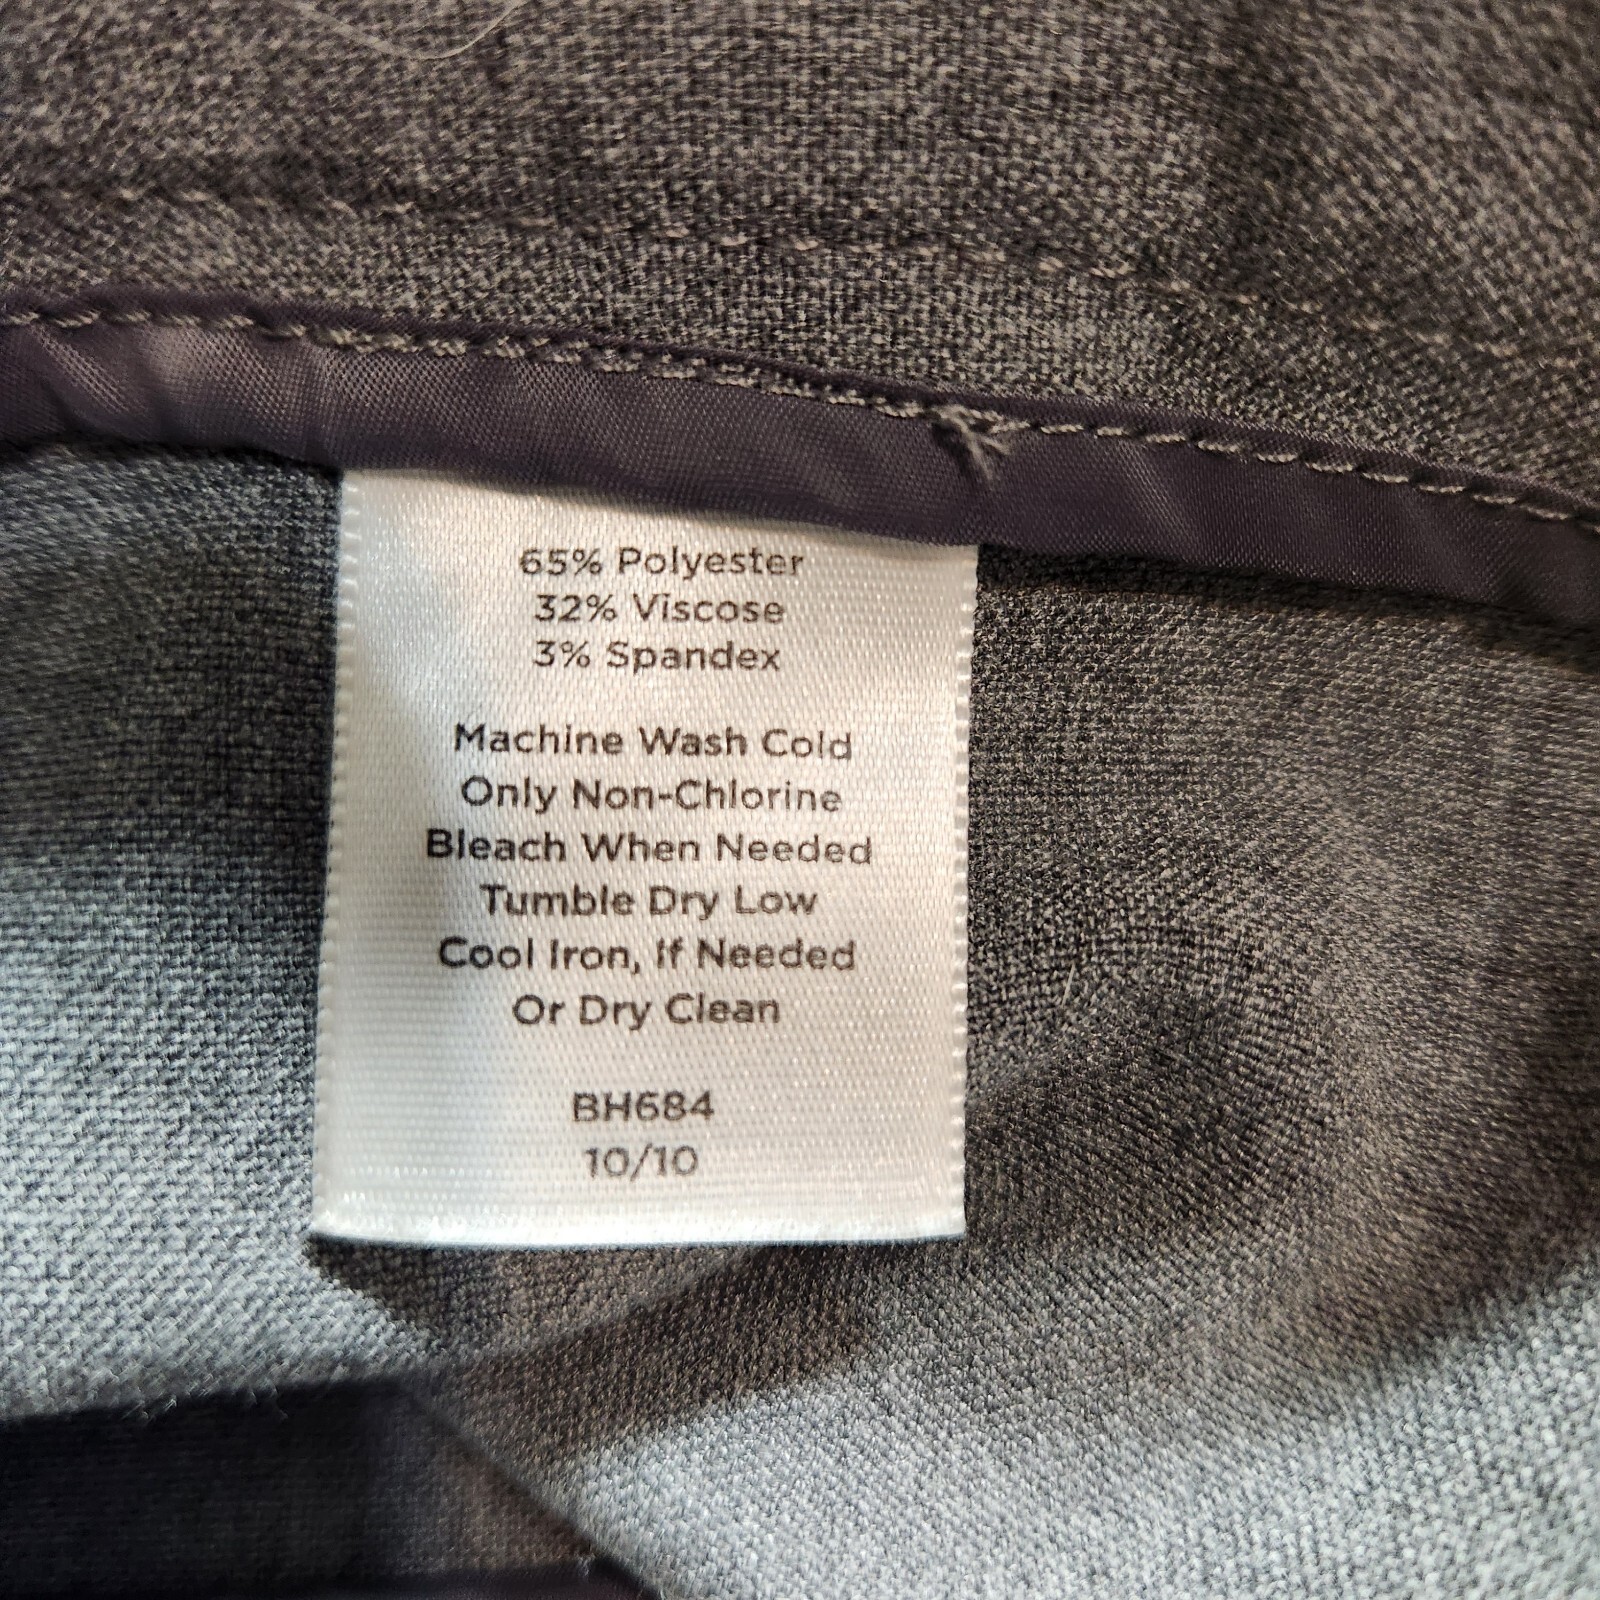 65% Polyester
32% Viscose
3% Spandex
Machine Wash Cold
Only Non-Chlorine
Bleach When Needed
Tumble Dry Low
Cool Iron, If Needed
Or Dry Clean
BH684
10/10